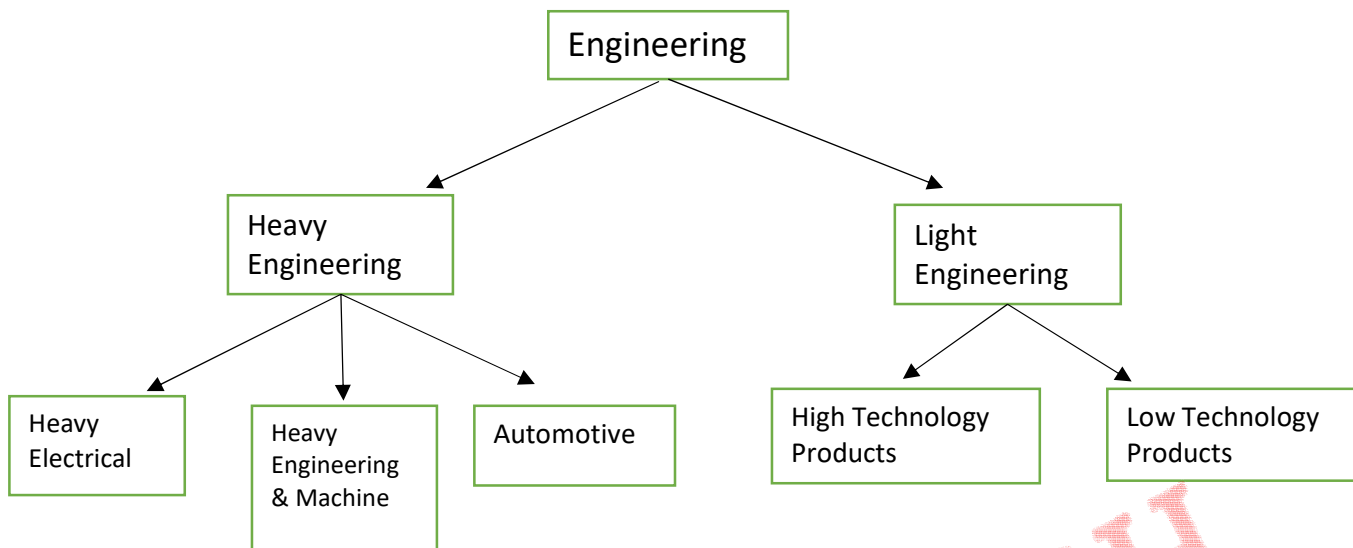 Engineering
Heavy
Engineering
Light
Engineering
Heavy
Electrical
Heavy
Engineering
& Machine
Automotive
High Technology
Products
Low Technology
Products